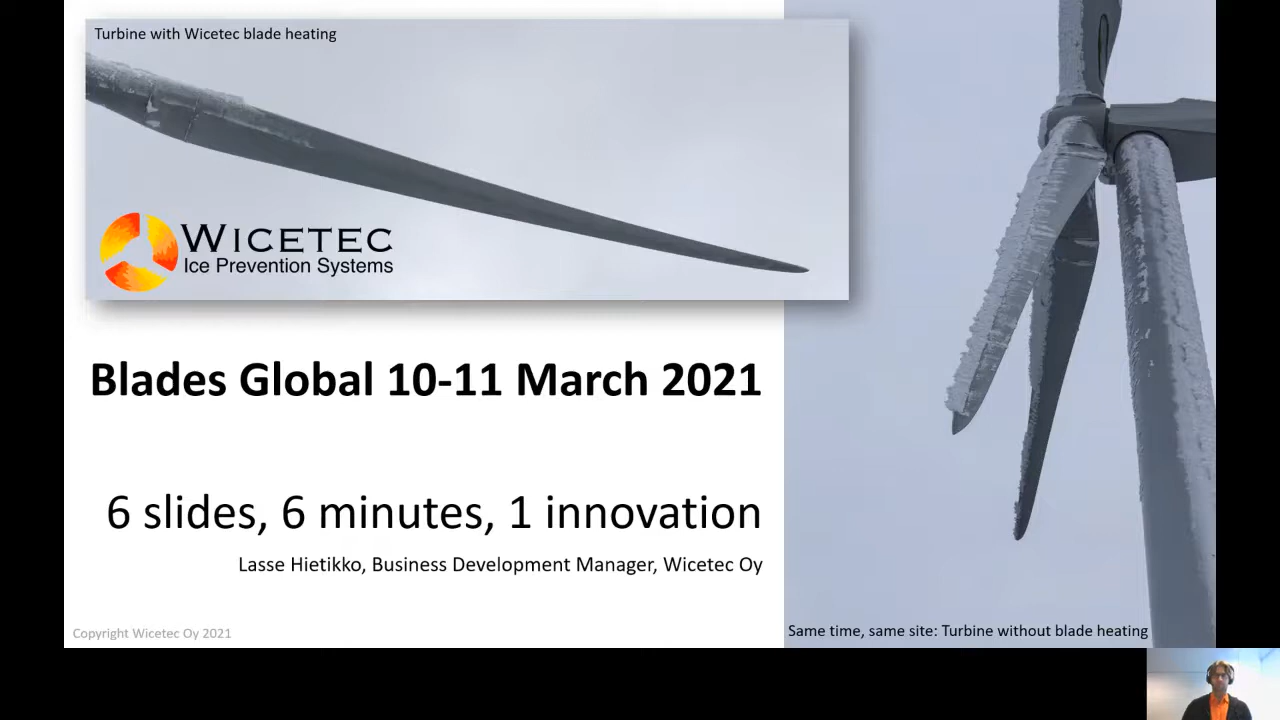 Turbine with Wicetec blade heating
WICETEC
Ice Prevention Systems
Blades Global 10-11 March 2021
6 slides, 6 minutes, 1 innovation
Lasse Hietikko, Business Development Manager, Wicetec Oy
Copyright Wicetec Oy 2021
Same time, same site: Turbine without blade heating